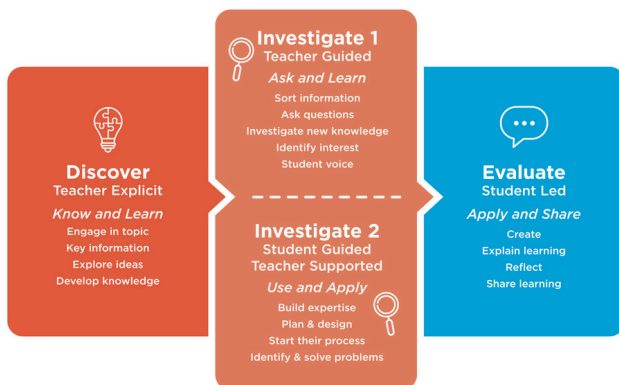 Discover
Teacher Explicit
Know and Learn
Engage in topic
Key information
Explore ideas
Develop knowledge
Investigate 1
Teacher Guided
Ask and Learn
Sort information
Ask questions
Investigate new knowledge
Identify interest
Student voice
Investigate 2
Student Guided
Teacher Supported
Use and Apply
Build expertise
Plan & design
Start their process
Identify & solve problems
Evaluate
Student Led
Apply and Share
Create
Explain learning
Reflect
Share learning